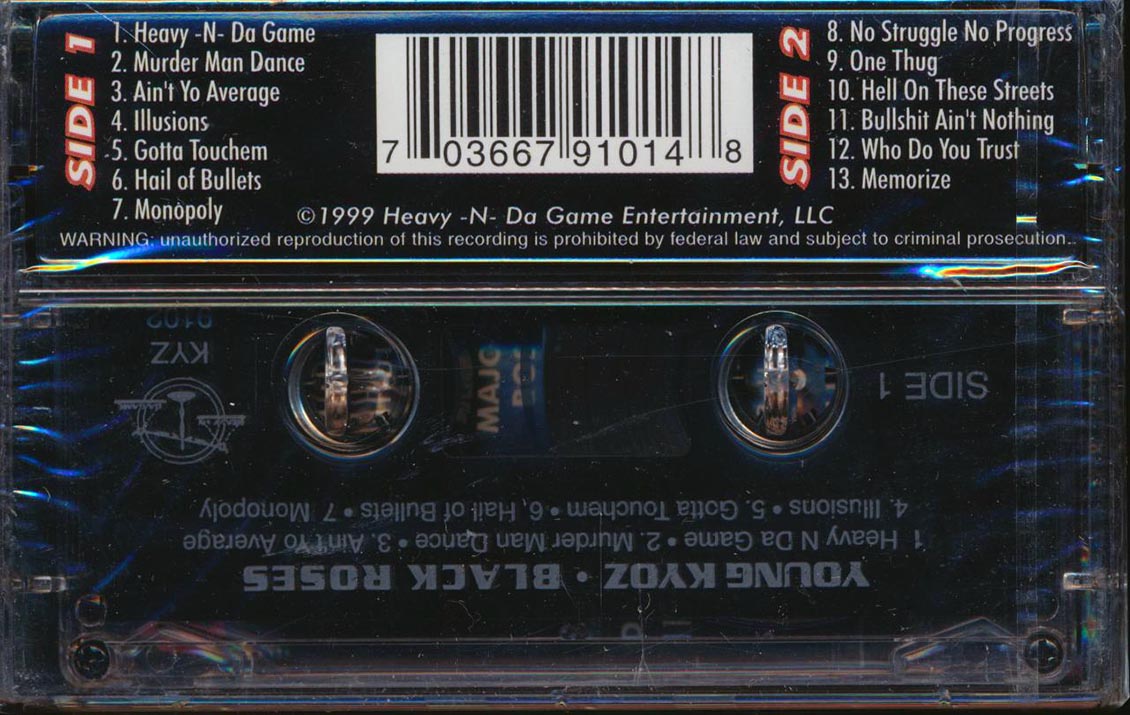 SIDE 1
1. Heavy -N- Da Game
2. Murder Man Dance
3. Ain't Yo Average
4. Illusions
5. Gotta Touchem
6. Hail of Bullets
7. Monopoly
7 03667 91014 8
SIDE 2
8. No Struggle No Progress
9. One Thug
10. Hell On These Streets
11. Bullshit Ain't Nothing
12. Who Do You Trust
13. Memorize
©1999 Heavy -N- Da Game Entertainment, LLC
WARNING: unauthorized reproduction of this recording is prohibited by federal law and subject to criminal prosecution.
YOUNG KYOZ • BLACK ROSES
1 Heavy N Da Game • 2. Murder Man Dance • 3. Ain't Yo Average
4. Illusions • 5. Gotta Touchem • 6. Hail of Bullets • 7 Monopoly
SIDE 1
KYZ
9102